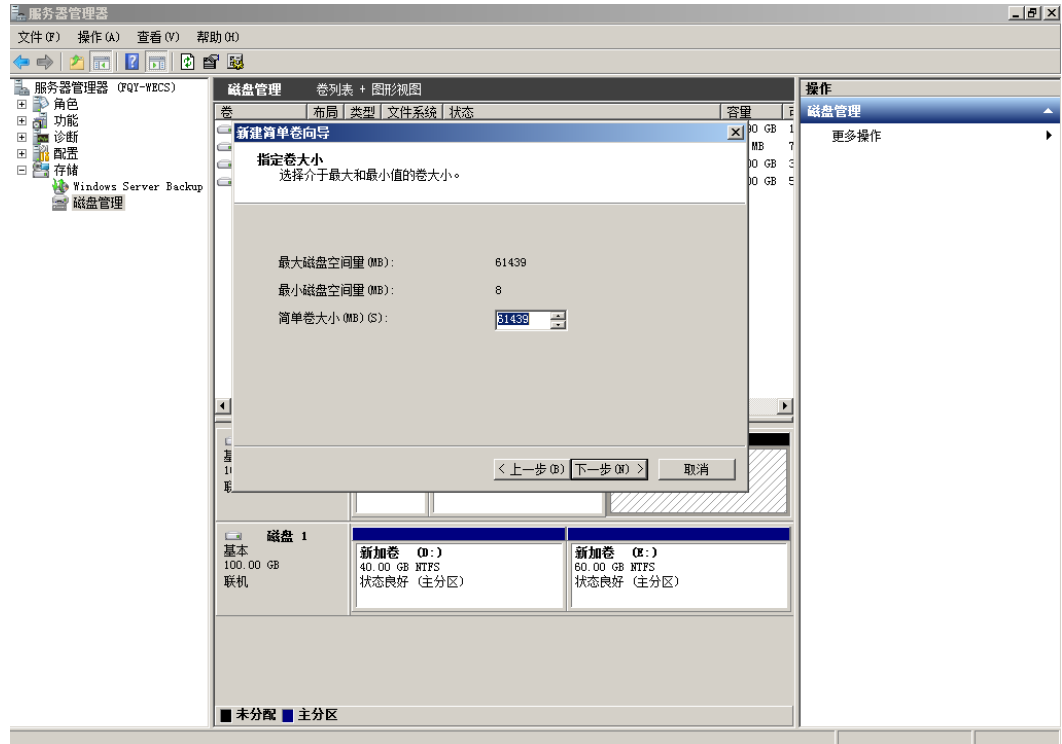 服务器管理器
文件(F) 操作(A) 查看(V) 帮助(H)
服务器管理器 (FQY-WECS)
角色
功能
诊断
配置
存储
Windows Server Backup
磁盘管理
磁盘管理 卷列表 + 图形视图
卷 布局 类型 文件系统 状态 容量
GB 1
MB 7
GB
GB
新建简单卷向导
指定卷大小
选择介于最大和最小值的卷大小。
最大磁盘空间量(MB): 61439
最小磁盘空间量(MB): 8
简单卷大小(MB)(S): 61439
< 上一步(B) 下一步(N) > 取消
磁盘 1
基本
100.00 GB
联机
新加卷 (D:)
40.00 GB NTFS
状态良好 (主分区)
新加卷 (E:)
60.00 GB NTFS
状态良好 (主分区)
未分配 主分区
操作
磁盘管理
更多操作